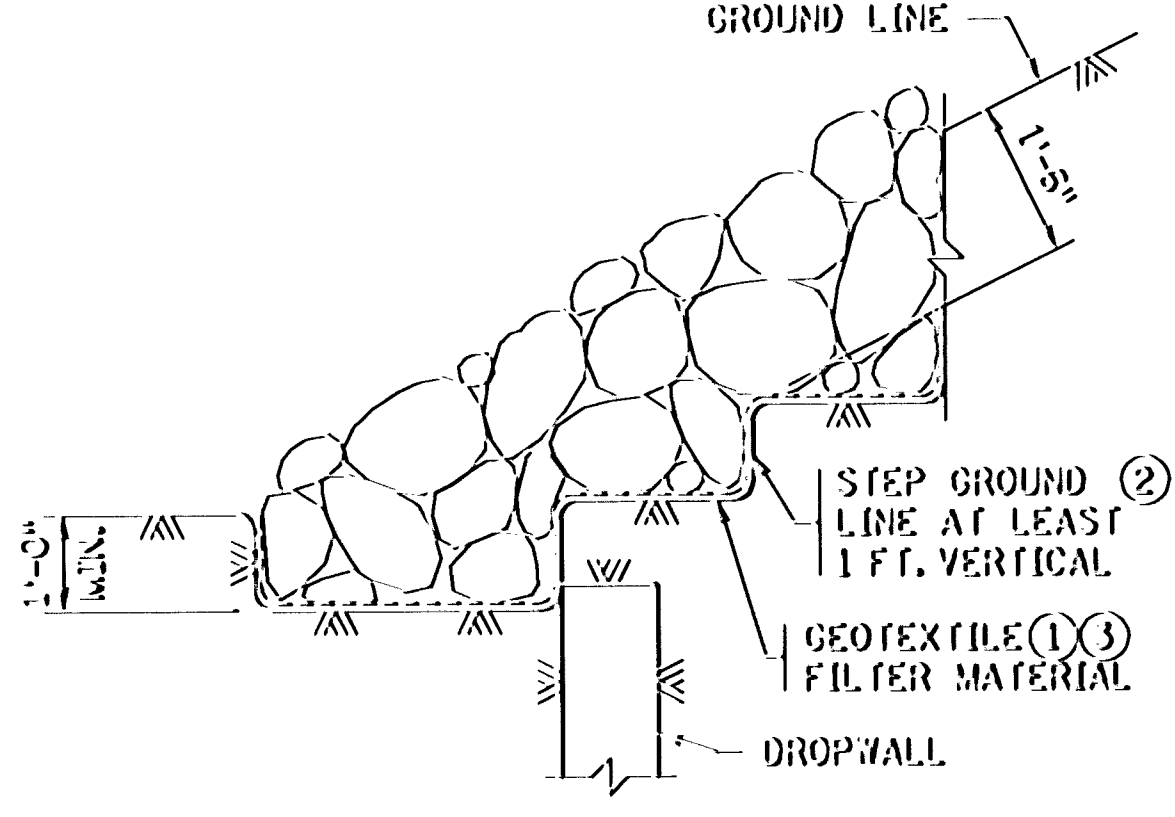 GROUND LINE
1'-6"
1'-0"
MIN.
STEP GROUND ②
LINE AT LEAST
1 FT. VERTICAL
GEOTEXTILE ① ③
FILTER MATERIAL
DROPWALL